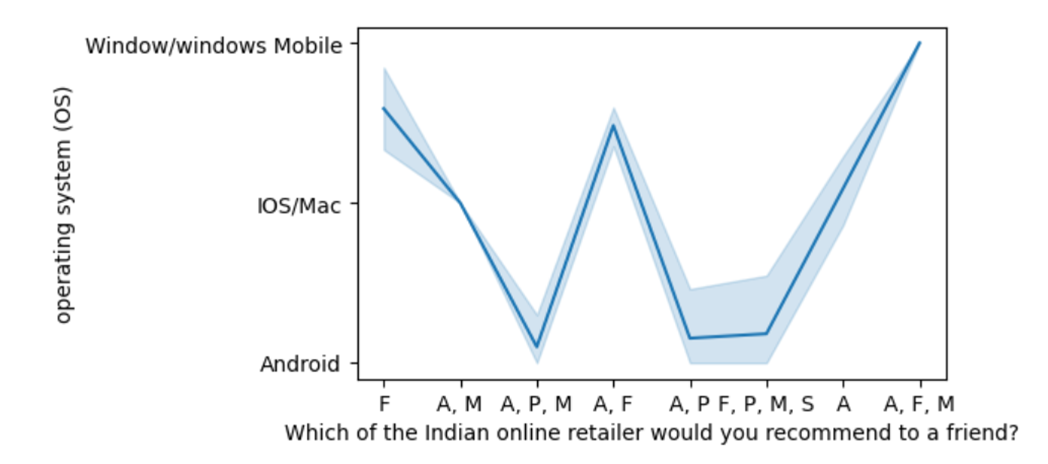 Window/windows Mobile
operating system (OS)
IOS/Mac
Android
F A, M A, P, M A, F A, P F, P, M, S A A, F, M
Which of the Indian online retailer would you recommend to a friend?